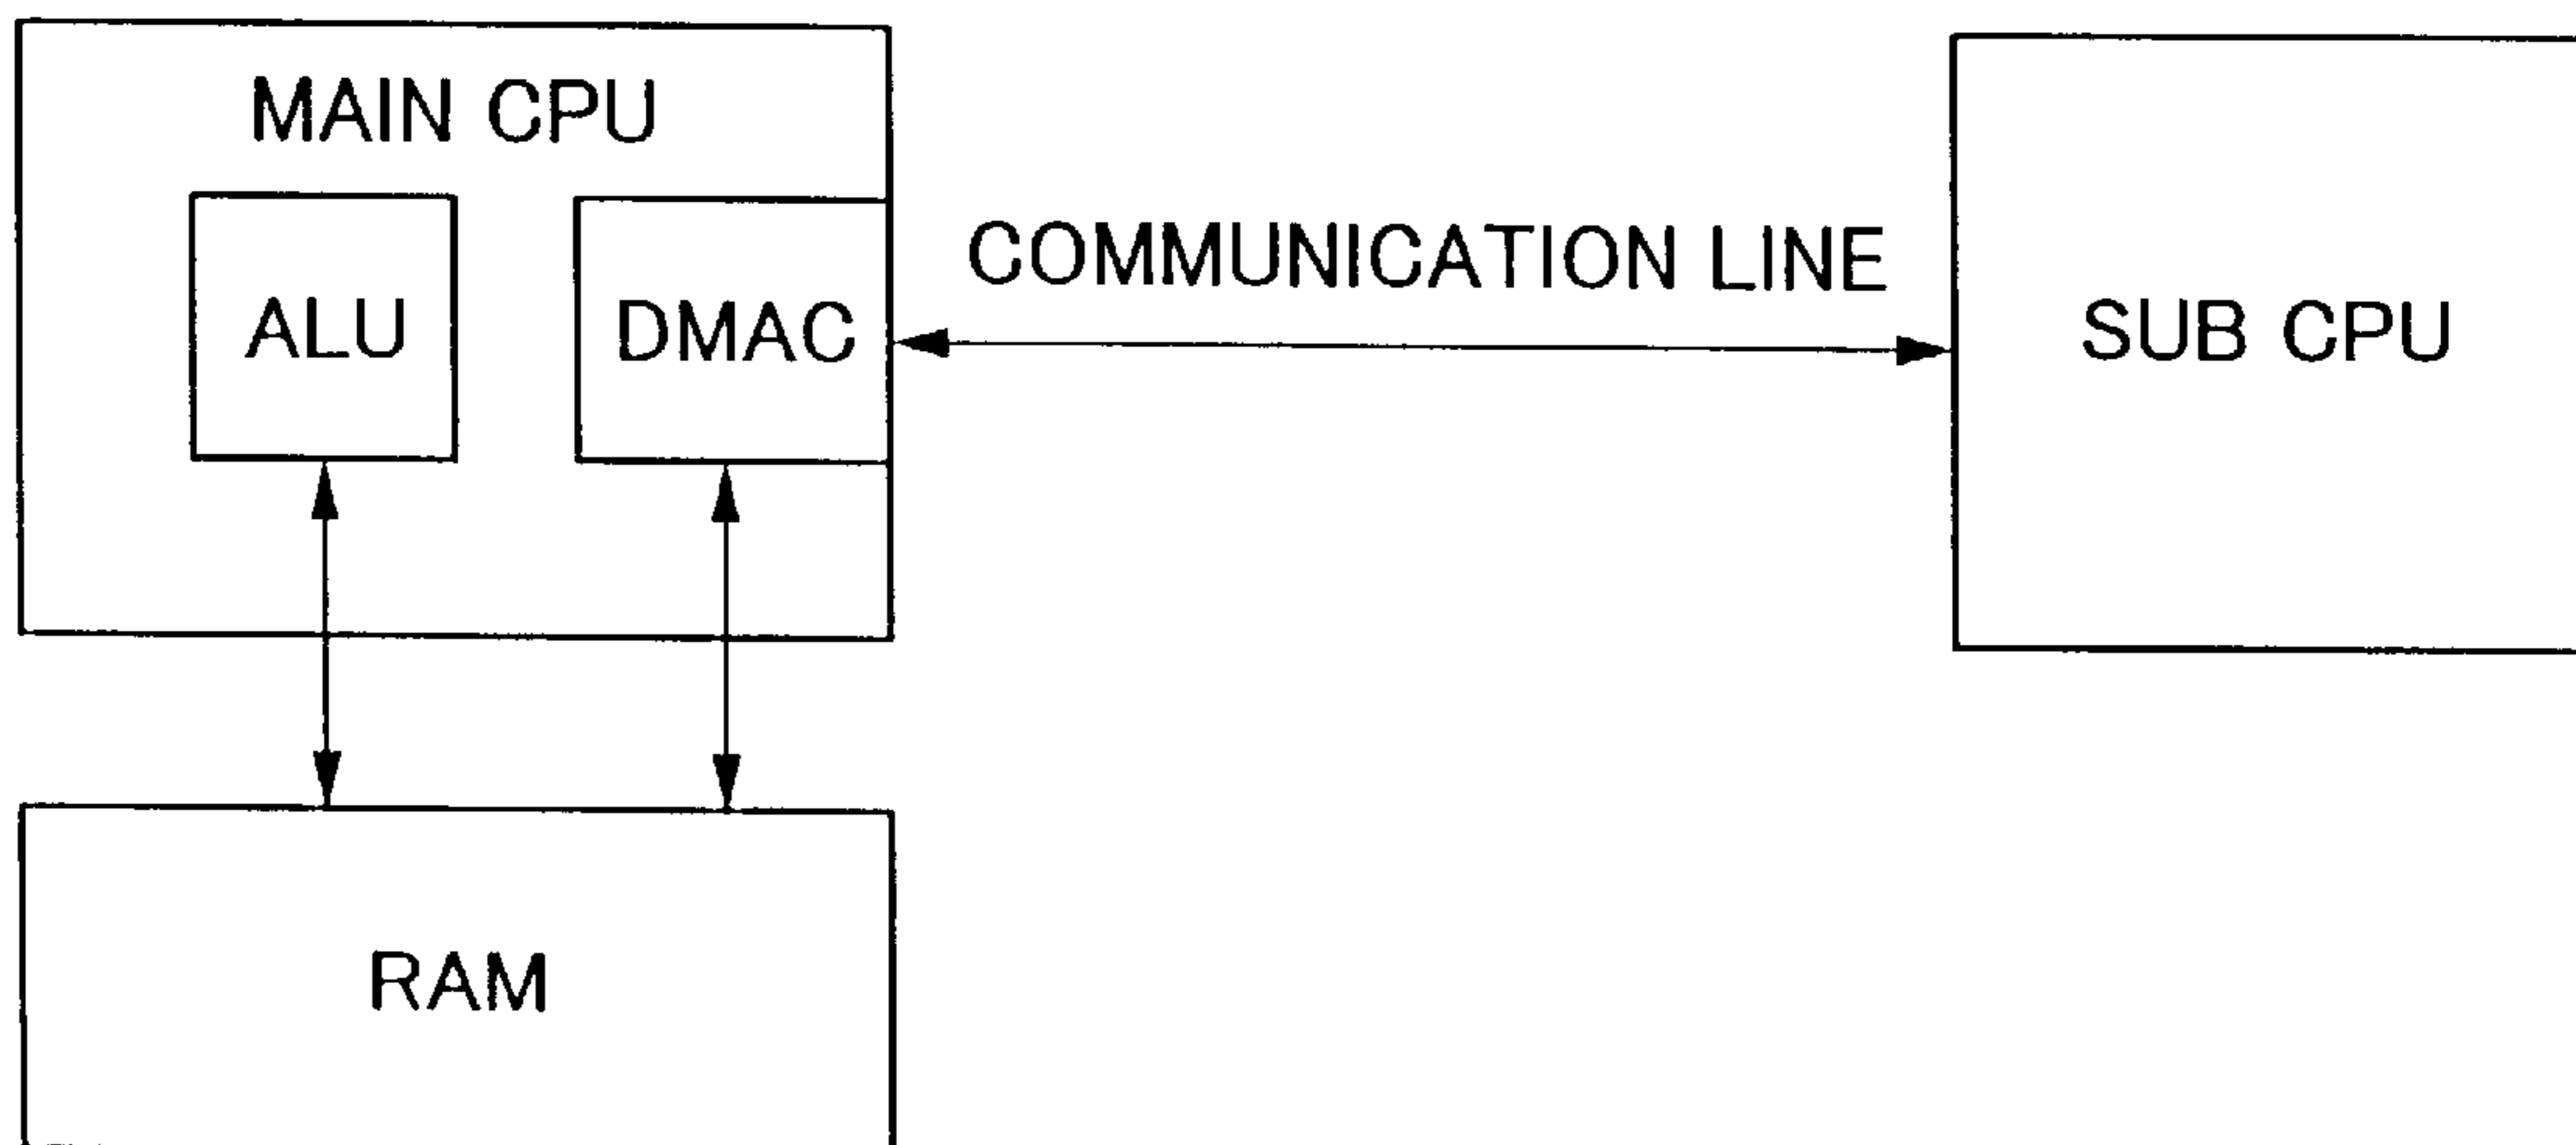 MAIN CPU
ALU
DMAC
COMMUNICATION LINE
SUB CPU
RAM